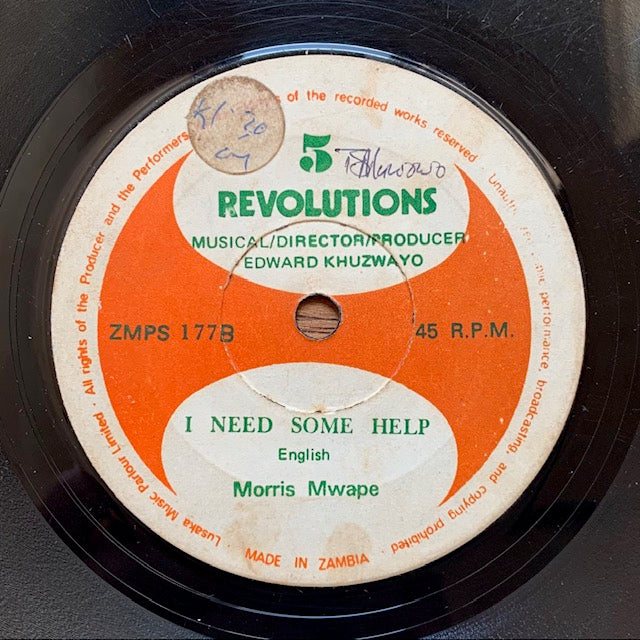 K1.30
5
REVOLUTIONS
MUSICAL/DIRECTOR/PRODUCER
EDWARD KHUZWAYO
ZMPS 177B
45 R.P.M.
I NEED SOME HELP
English
Morris Mwape
MADE IN ZAMBIA
Lusaka Music Parlour Limited. All rights of the Producer and the Performers of the recorded works reserved performance, broadcasting, and copying prohibited